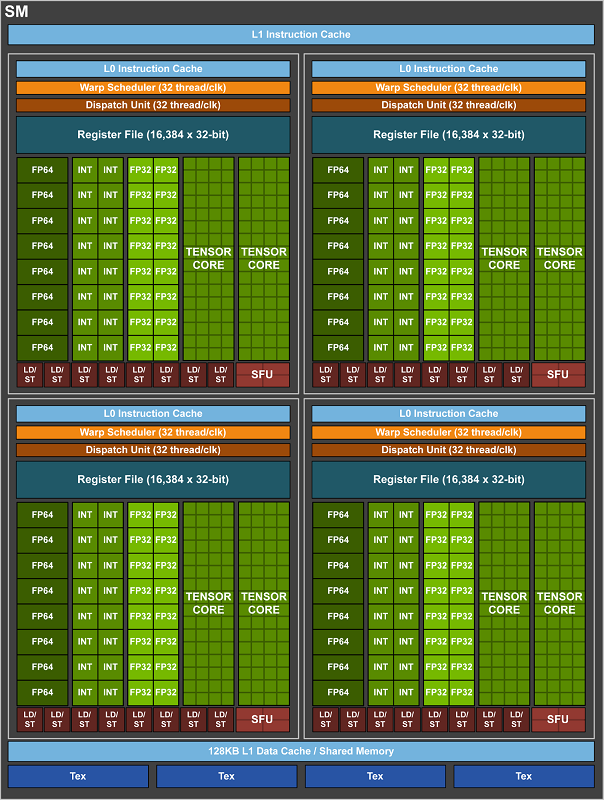 SM
L1 Instruction Cache
L0 Instruction Cache
Warp Scheduler (32 thread/clk)
Dispatch Unit (32 thread/clk)
Register File (16,384 x 32-bit)
FP64 INT INT FP32 FP32
FP64 INT INT FP32 FP32
FP64 INT INT FP32 FP32
FP64 INT INT FP32 FP32
TENSOR TENSOR
CORE CORE
FP64 INT INT FP32 FP32
FP64 INT INT FP32 FP32
FP64 INT INT FP32 FP32
FP64 INT INT FP32 FP32
LD/ LD/ LD/ LD/ LD/ LD/ LD/ LD/
ST ST ST ST ST ST ST ST
SFU
L0 Instruction Cache
Warp Scheduler (32 thread/clk)
Dispatch Unit (32 thread/clk)
Register File (16,384 x 32-bit)
FP64 INT INT FP32 FP32
FP64 INT INT FP32 FP32
FP64 INT INT FP32 FP32
FP64 INT INT FP32 FP32
TENSOR TENSOR
CORE CORE
FP64 INT INT FP32 FP32
FP64 INT INT FP32 FP32
FP64 INT INT FP32 FP32
FP64 INT INT FP32 FP32
LD/ LD/ LD/ LD/ LD/ LD/ LD/ LD/
ST ST ST ST ST ST ST ST
SFU
L0 Instruction Cache
Warp Scheduler (32 thread/clk)
Dispatch Unit (32 thread/clk)
Register File (16,384 x 32-bit)
FP64 INT INT FP32 FP32
FP64 INT INT FP32 FP32
FP64 INT INT FP32 FP32
FP64 INT INT FP32 FP32
TENSOR TENSOR
CORE CORE
FP64 INT INT FP32 FP32
FP64 INT INT FP32 FP32
FP64 INT INT FP32 FP32
FP64 INT INT FP32 FP32
LD/ LD/ LD/ LD/ LD/ LD/ LD/ LD/
ST ST ST ST ST ST ST ST
SFU
L0 Instruction Cache
Warp Scheduler (32 thread/clk)
Dispatch Unit (32 thread/clk)
Register File (16,384 x 32-bit)
FP64 INT INT FP32 FP32
FP64 INT INT FP32 FP32
FP64 INT INT FP32 FP32
FP64 INT INT FP32 FP32
TENSOR TENSOR
CORE CORE
FP64 INT INT FP32 FP32
FP64 INT INT FP32 FP32
FP64 INT INT FP32 FP32
FP64 INT INT FP32 FP32
LD/ LD/ LD/ LD/ LD/ LD/ LD/ LD/
ST ST ST ST ST ST ST ST
SFU
128KB L1 Data Cache / Shared Memory
Tex Tex Tex Tex